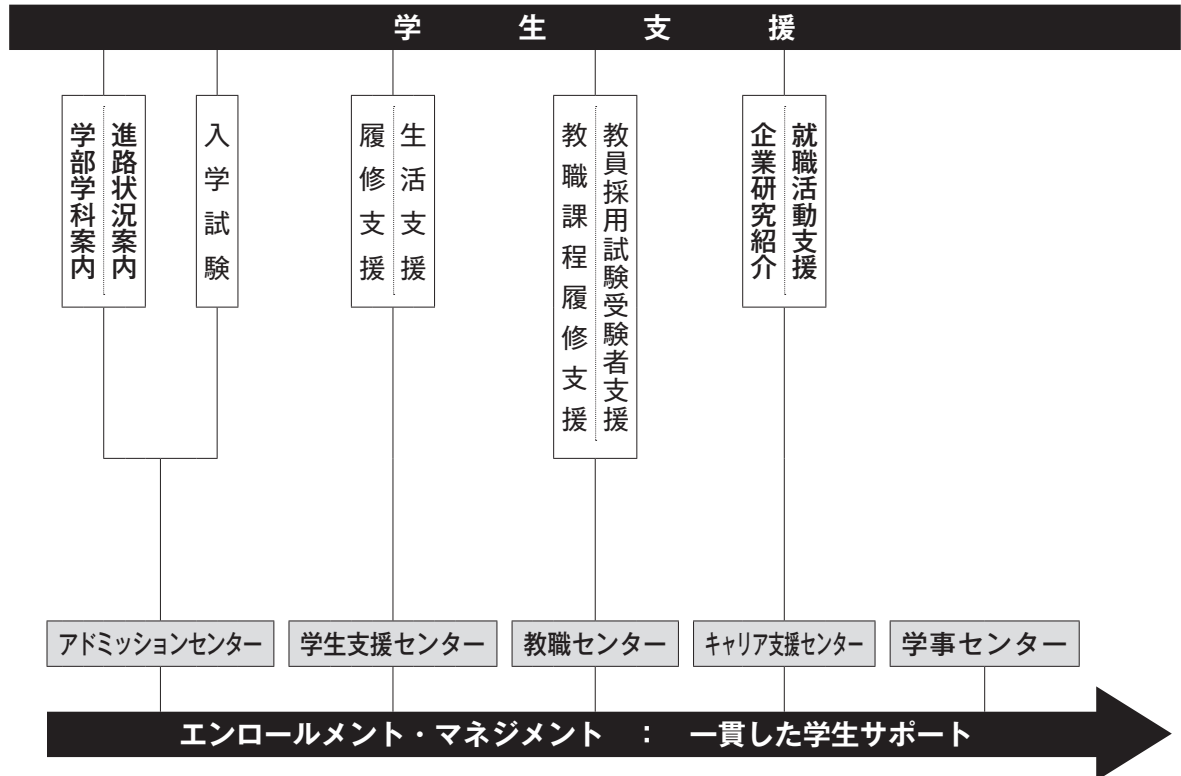 学生支援
進路状況案内
学部学科案内
入学試験
生活支援
履修支援
教員採用試験受験者支援
教職課程履修支援
就職活動支援
企業研究紹介
アドミッションセンター
学生支援センター
教職センター
キャリア支援センター
学事センター
エンロールメント・マネジメント ： 一貫した学生サポート